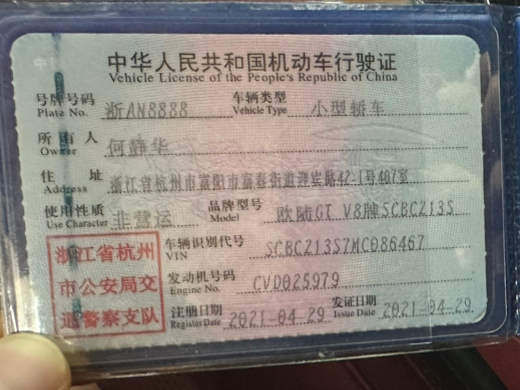 中华人民共和国机动车行驶证
Vehicle License of the People's Republic of China
号牌号码 浙AN8888 车辆类型 小型轿车
Plate No. Vehicle Type
所有人 何静华
Owner
住址 浙江省杭州市富阳市富春街道迎宏路42-1号407室
Address
使用性质 非营运 品牌型号 欧陆GT V8牌SCBCZ13S
Use Character Model
浙江省杭州 车辆识别代号 SCBCZ13S7MC086467
VIN
市公安局交 发动机号码 CVD025979
Engine No.
通警察支队 注册日期 2021-04-29 发证日期 2021-04-29
Register Date Issue Date